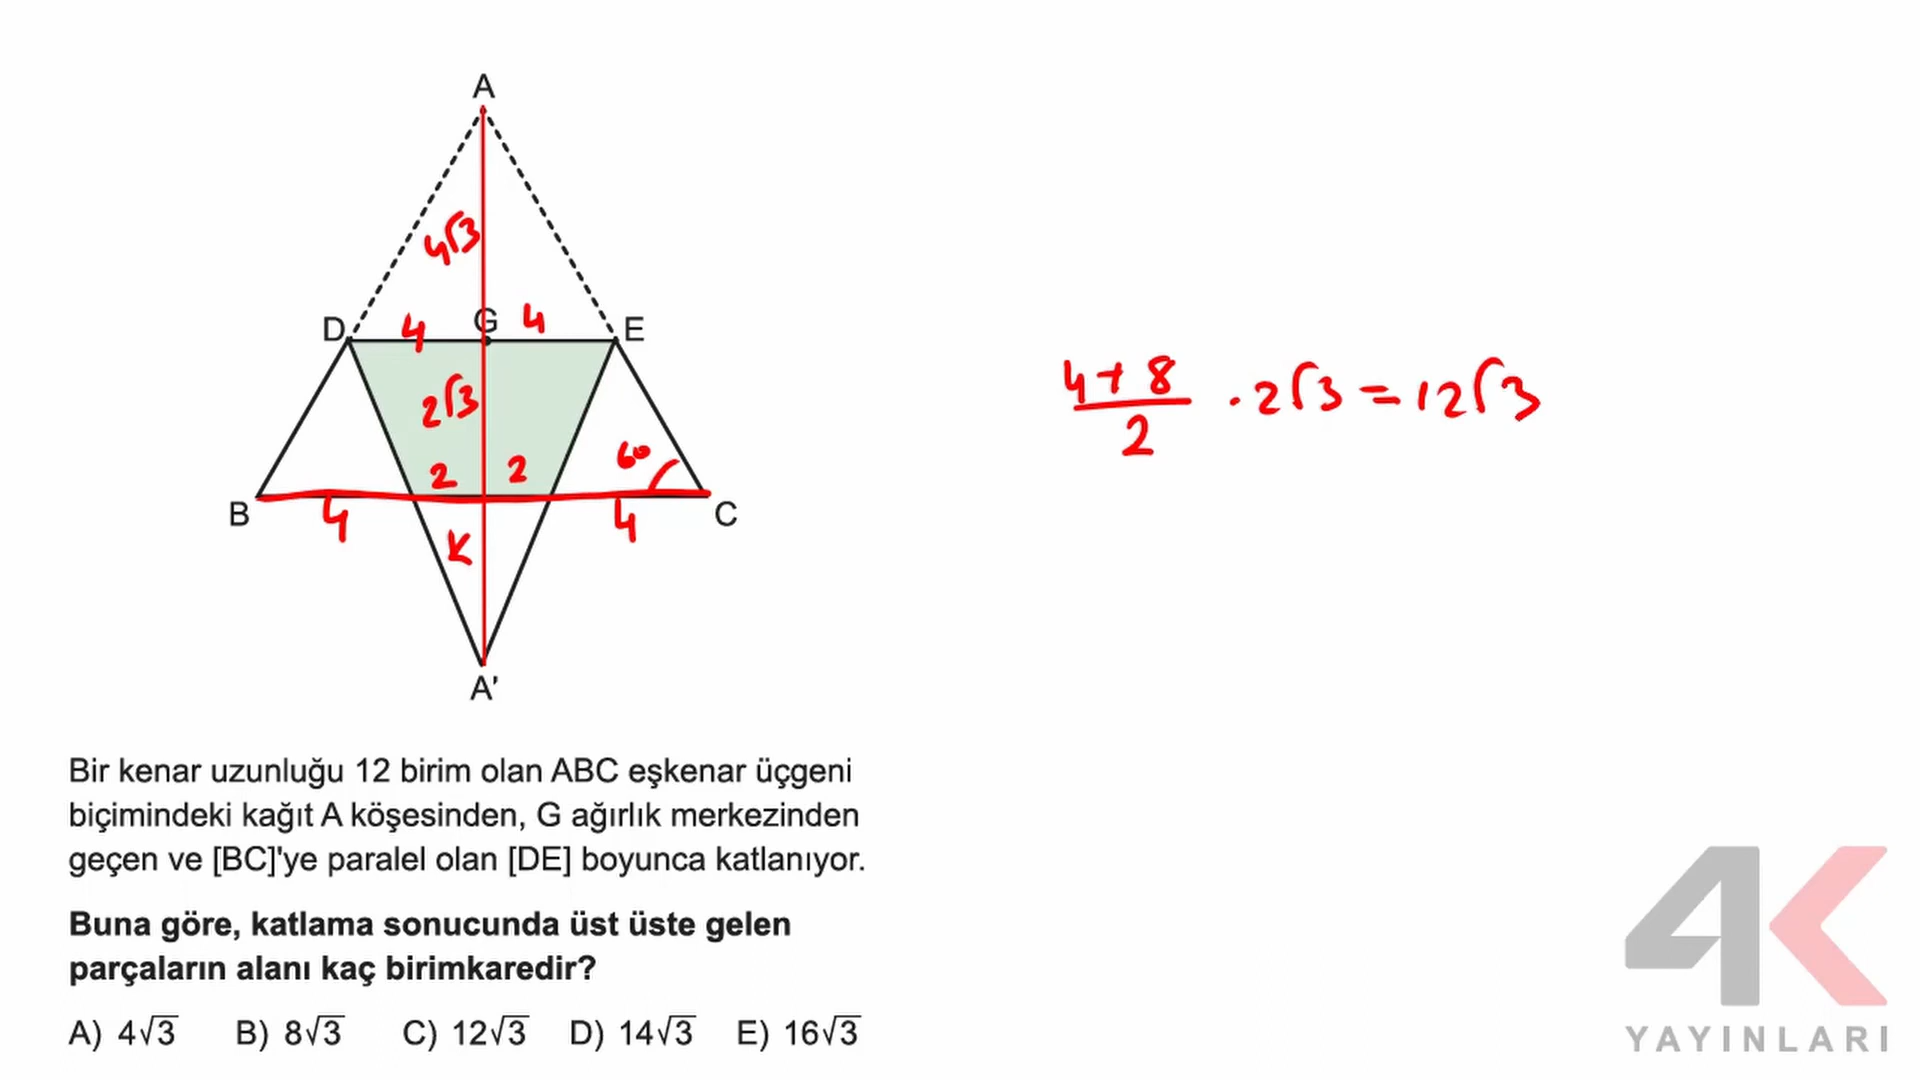 A
4√3
D 4 G 4 E
2√3
4+8/2 · 2√3 = 12√3
2 2 60
B 4 4 C
K
A'
Bir kenar uzunluğu 12 birim olan ABC eşkenar üçgeni
biçimindeki kağıt A köşesinden, G ağırlık merkezinden
geçen ve [BC]'ye paralel olan [DE] boyunca katlanıyor.
Buna göre, katlama sonucunda üst üste gelen
parçaların alanı kaç birimkaredir?
A) 4√3 B) 8√3 C) 12√3 D) 14√3 E) 16√3
4K
YAYINLARI